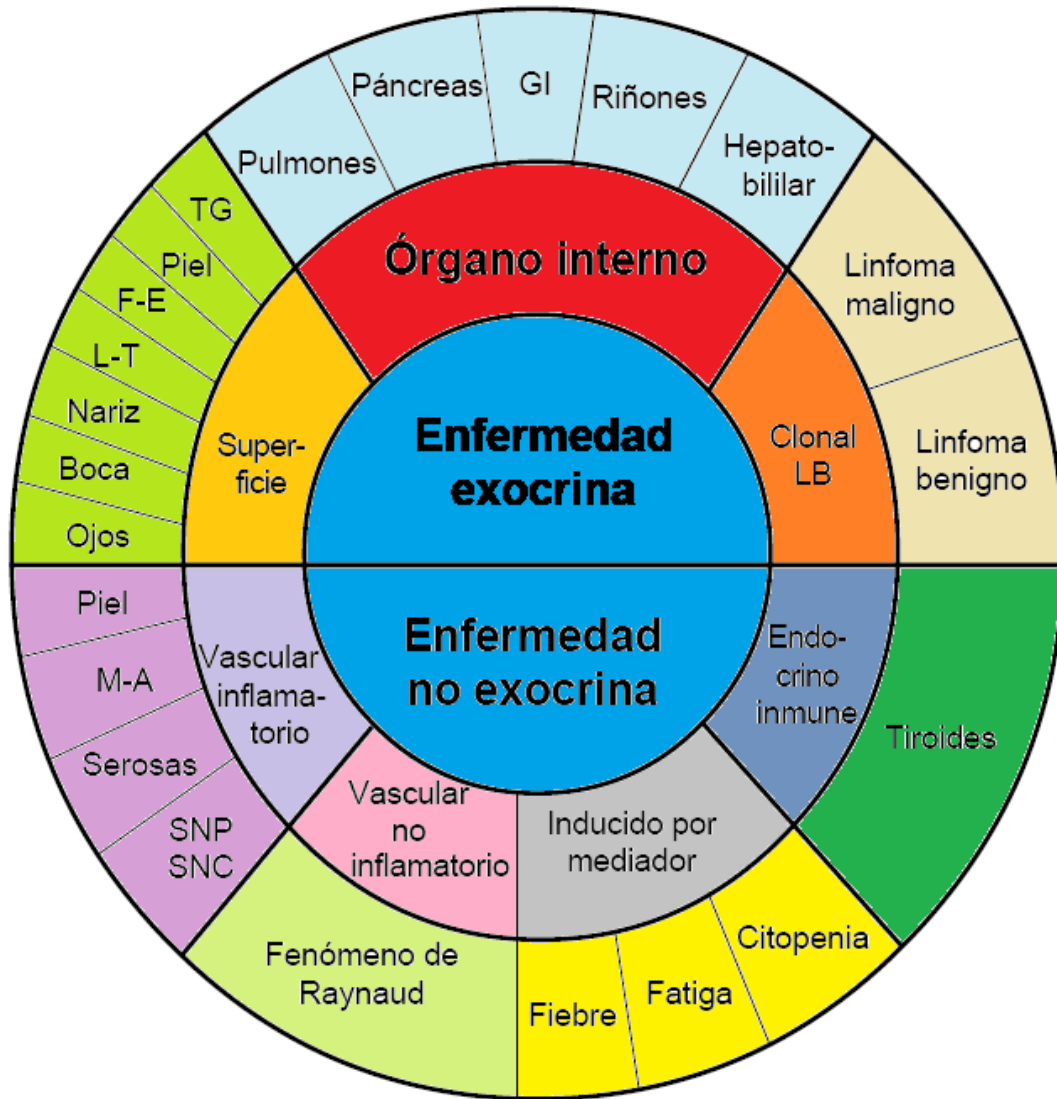 Páncreas
GI
Riñones
Pulmones
Hepato-
bililar
TG
Piel
F-E
L-T
Nariz
Boca
Ojos
Órgano interno
Linfoma
maligno
Linfoma
benigno
Super-
ficie
Clonal
LB
Enfermedad
exocrina
Enfermedad
no exocrina
Piel
M-A
Serosas
SNP
SNC
Vascular
inflama-
torio
Endo-
crino
inmune
Tiroides
Vascular
no
inflamatorio
Inducido por
mediador
Fenómeno de
Raynaud
Fiebre
Fatiga
Citopenia